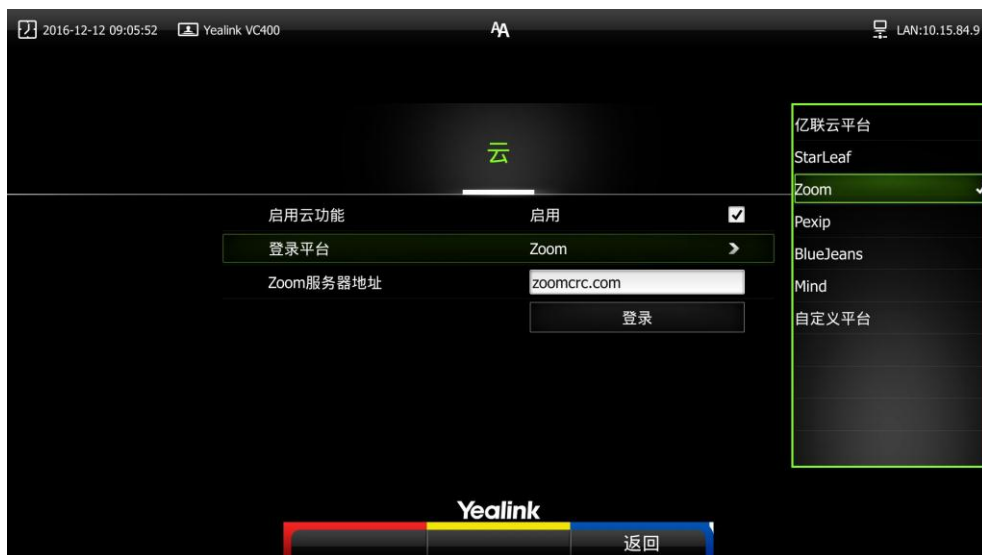 2016-12-12 09:05:52 Yealink VC400 AA LAN:10.15.84.9
云
启用云功能 启用
登录平台 Zoom
Zoom服务器地址 zoomcrc.com
登录
亿联云平台
StarLeaf
Zoom
Pexip
BlueJeans
Mind
自定义平台
Yealink
返回